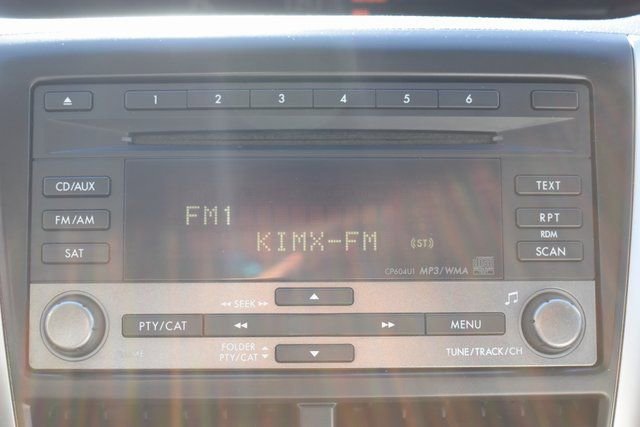 1 2 3 4 5 6
CD/AUX
TEXT
FM/AM
FM1
RPT
RDM
KIMX-FM (ST)
SAT
SCAN
CP604U1 MP3/WMA
SEEK
PTY/CAT
MENU
FOLDER
PTY/CAT
TUNE/TRACK/CH